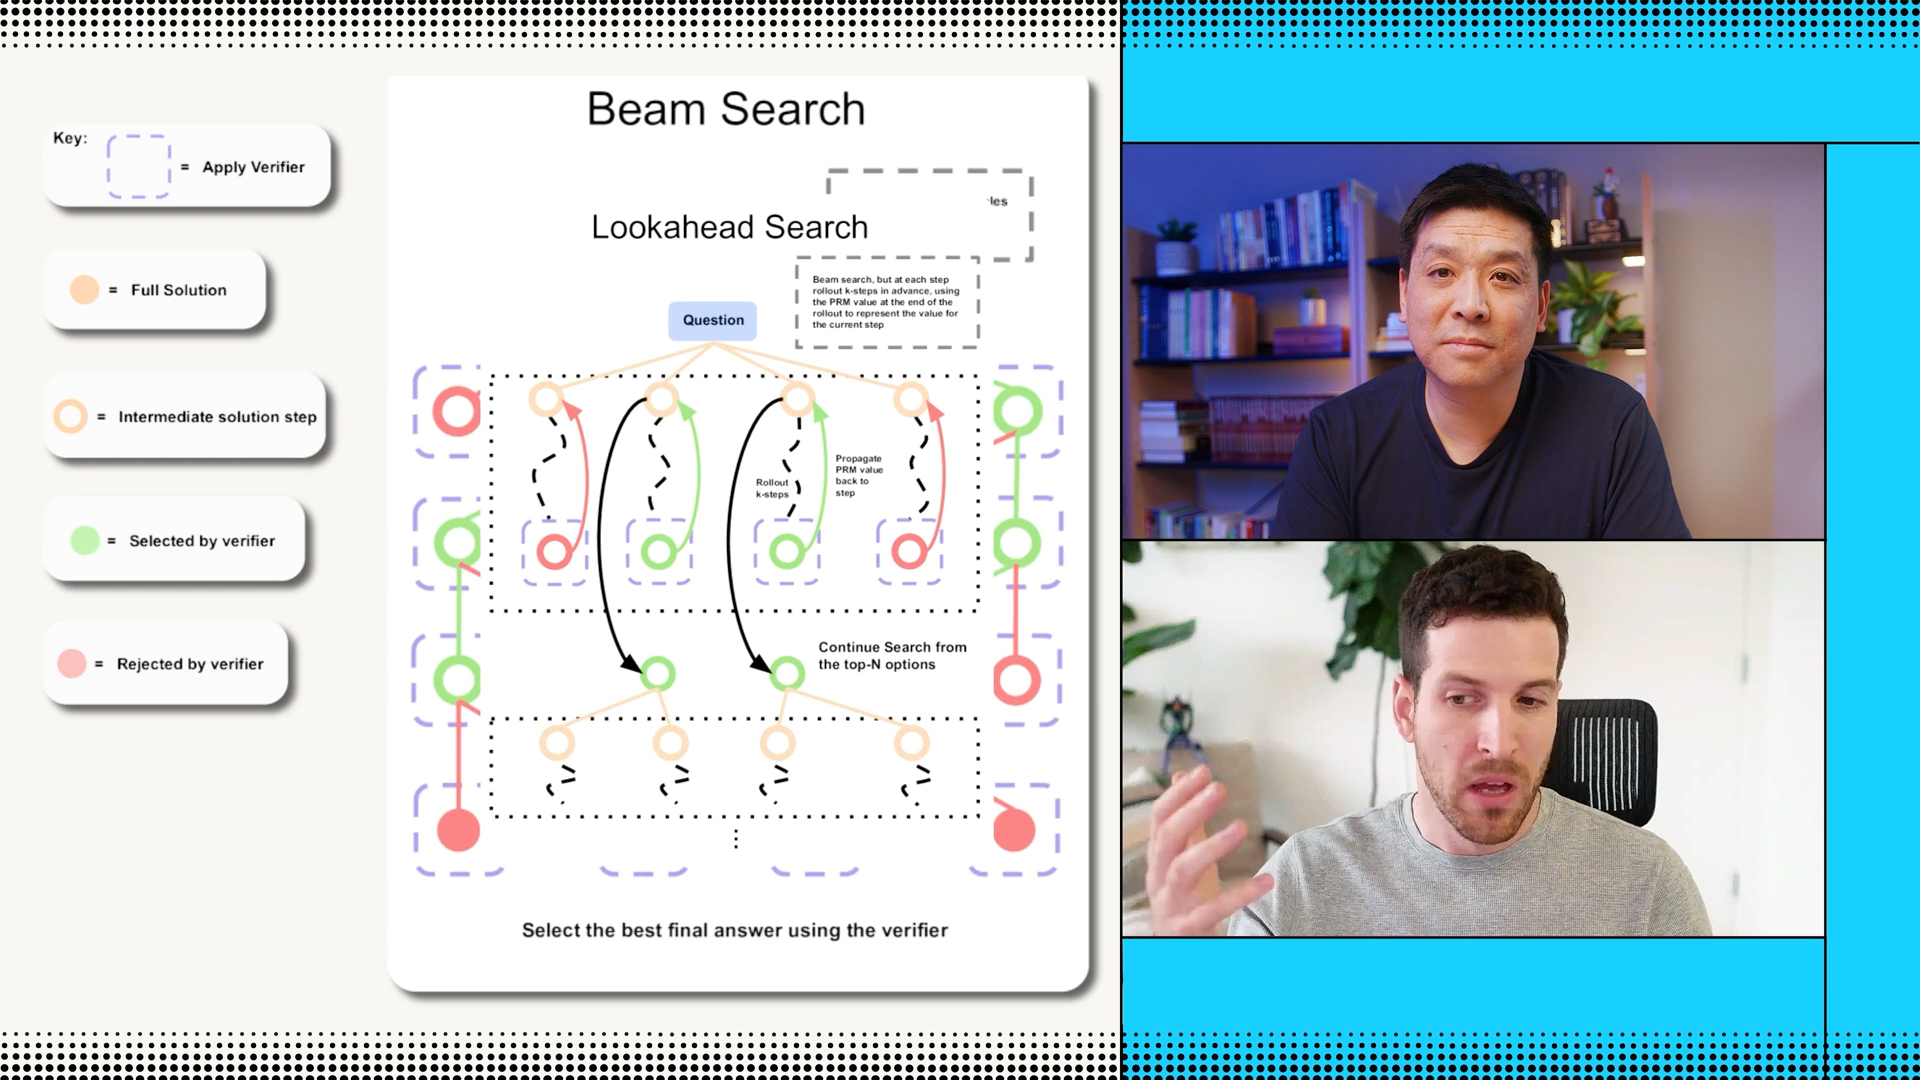 Key:
= Apply Verifier
= Full Solution
= Intermediate solution step
= Selected by verifier
= Rejected by verifier
Beam Search
Lookahead Search
Beam search, but at each step
rollout k-steps in advance, using
the PRM value at the end of the
rollout to represent the value for
the current step
Question
Rollout
k-steps
Propagate
PRM value
back to
step
Continue Search from
the top-N options
Select the best final answer using the verifier